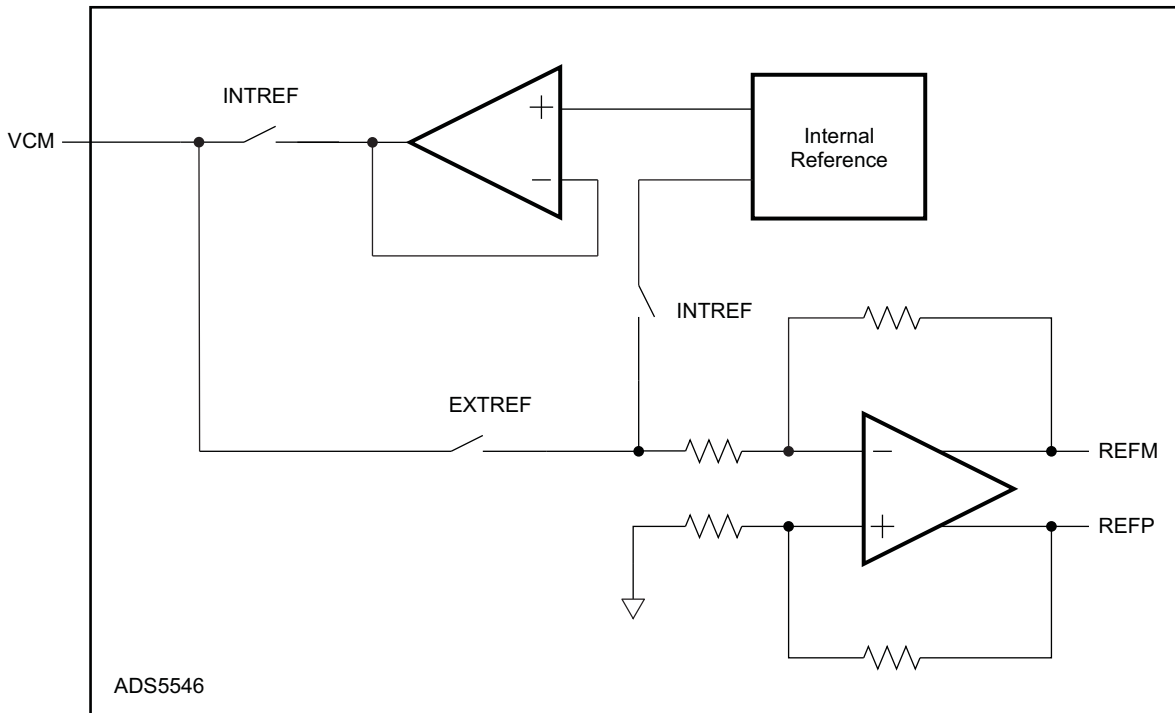 INTREF
VCM
+
−
Internal
Reference
INTREF
EXTREF
−
REFM
+
REFP
ADS5546